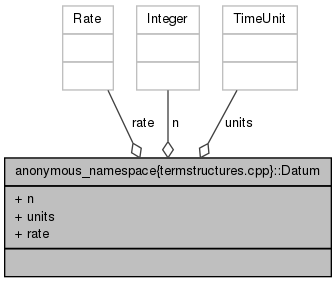 Rate Integer TimeUnit
rate n units
anonymous_namespace{termstructures.cpp}::Datum
+ n
+ units
+ rate